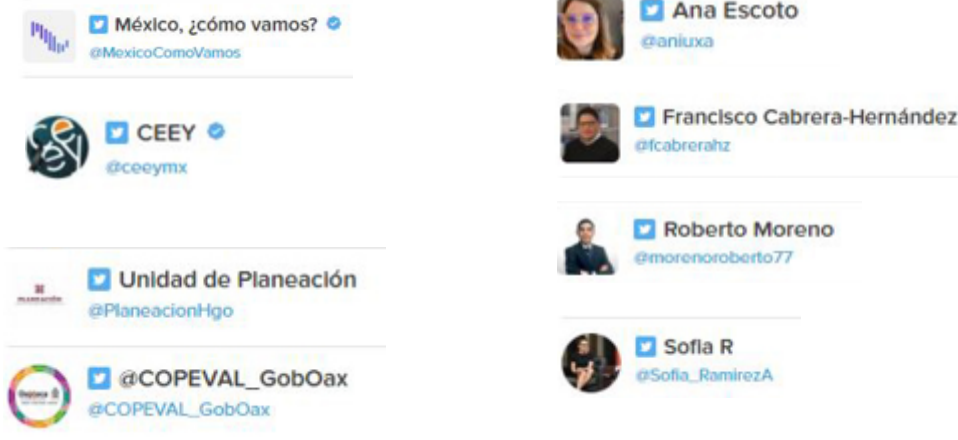 México, ¿cómo vamos?
@MexicoComoVamos
CEEY
@ceeymx
Unidad de Planeación
@PlaneacionHgo
@COPEVAL_GobOax
@COPEVAL_GobOax
Ana Escoto
@aniuxa
Francisco Cabrera-Hernández
@fcabrerahz
Roberto Moreno
@morenoroberto77
Sofia R
@Sofia_RamirezA